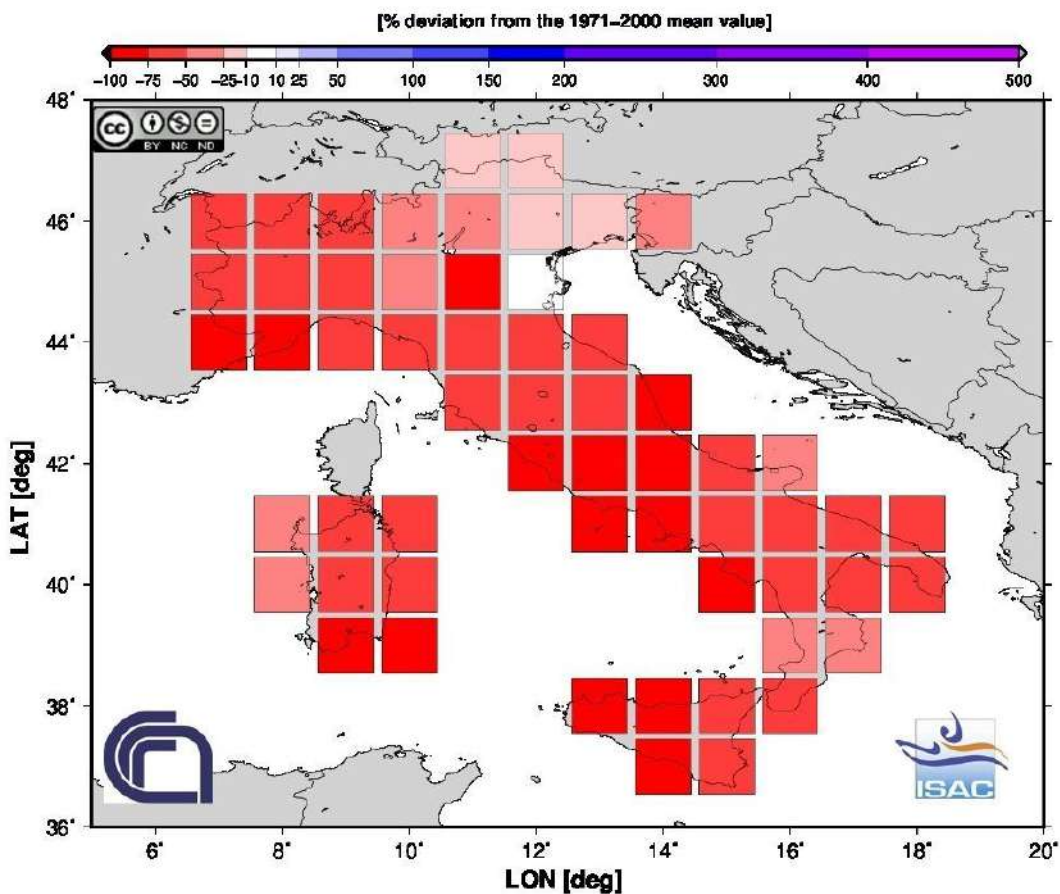 [% deviation from the 1971–2000 mean value]
−100 −75 −50 −25 −10 10 25 50 100 150 200 300 400 500
48°
cc
BY NC ND
46°
44°
42°
LAT [deg]
40°
38°
ISAC
36°
6° 8° 10° 12° 14° 16° 18° 20°
LON [deg]